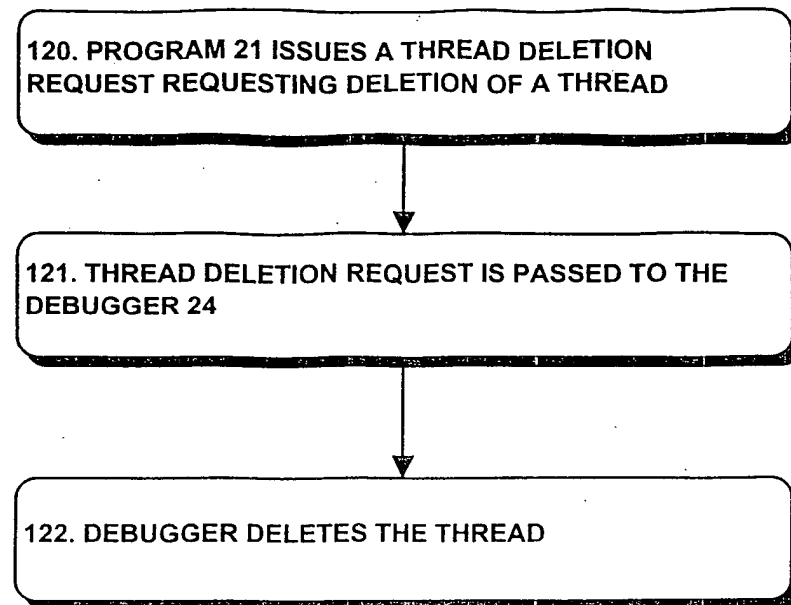 120. PROGRAM 21 ISSUES A THREAD DELETION
REQUEST REQUESTING DELETION OF A THREAD
121. THREAD DELETION REQUEST IS PASSED TO THE
DEBUGGER 24
122. DEBUGGER DELETES THE THREAD